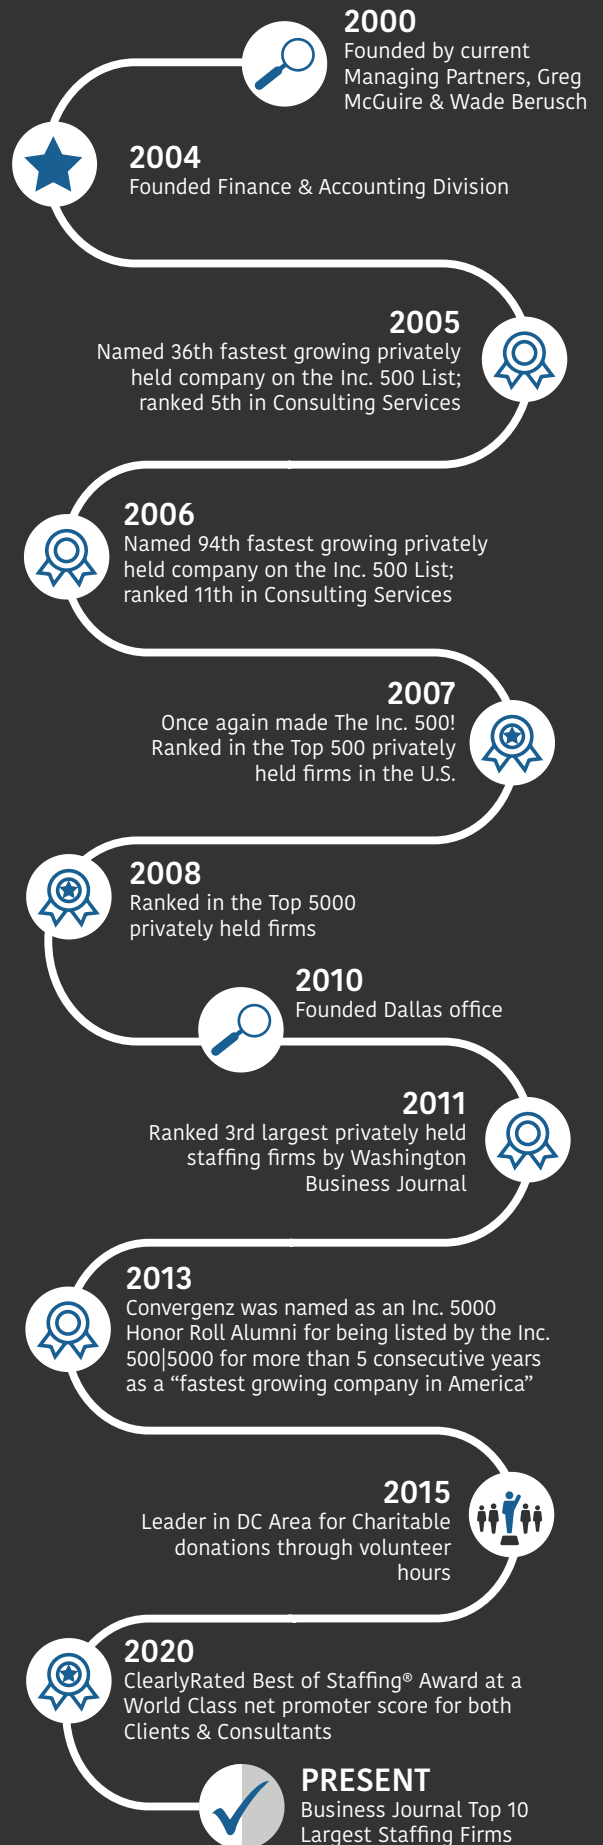 2000
Founded by current
Managing Partners, Greg
McGuire & Wade Berusch
2004
Founded Finance & Accounting Division
2005
Named 36th fastest growing privately
held company on the Inc. 500 List;
ranked 5th in Consulting Services
2006
Named 94th fastest growing privately
held company on the Inc. 500 List;
ranked 11th in Consulting Services
2007
Once again made The Inc. 500!
Ranked in the Top 500 privately
held firms in the U.S.
2008
Ranked in the Top 5000
privately held firms
2010
Founded Dallas office
2011
Ranked 3rd largest privately held
staffing firms by Washington
Business Journal
2013
Convergenz was named as an Inc. 5000
Honor Roll Alumni for being listed by the Inc.
500|5000 for more than 5 consecutive years
as a “fastest growing company in America”
2015
Leader in DC Area for Charitable
donations through volunteer
hours
2020
ClearlyRated Best of Staffing® Award at a
World Class net promoter score for both
Clients & Consultants
PRESENT
Business Journal Top 10
Largest Staffing Firms